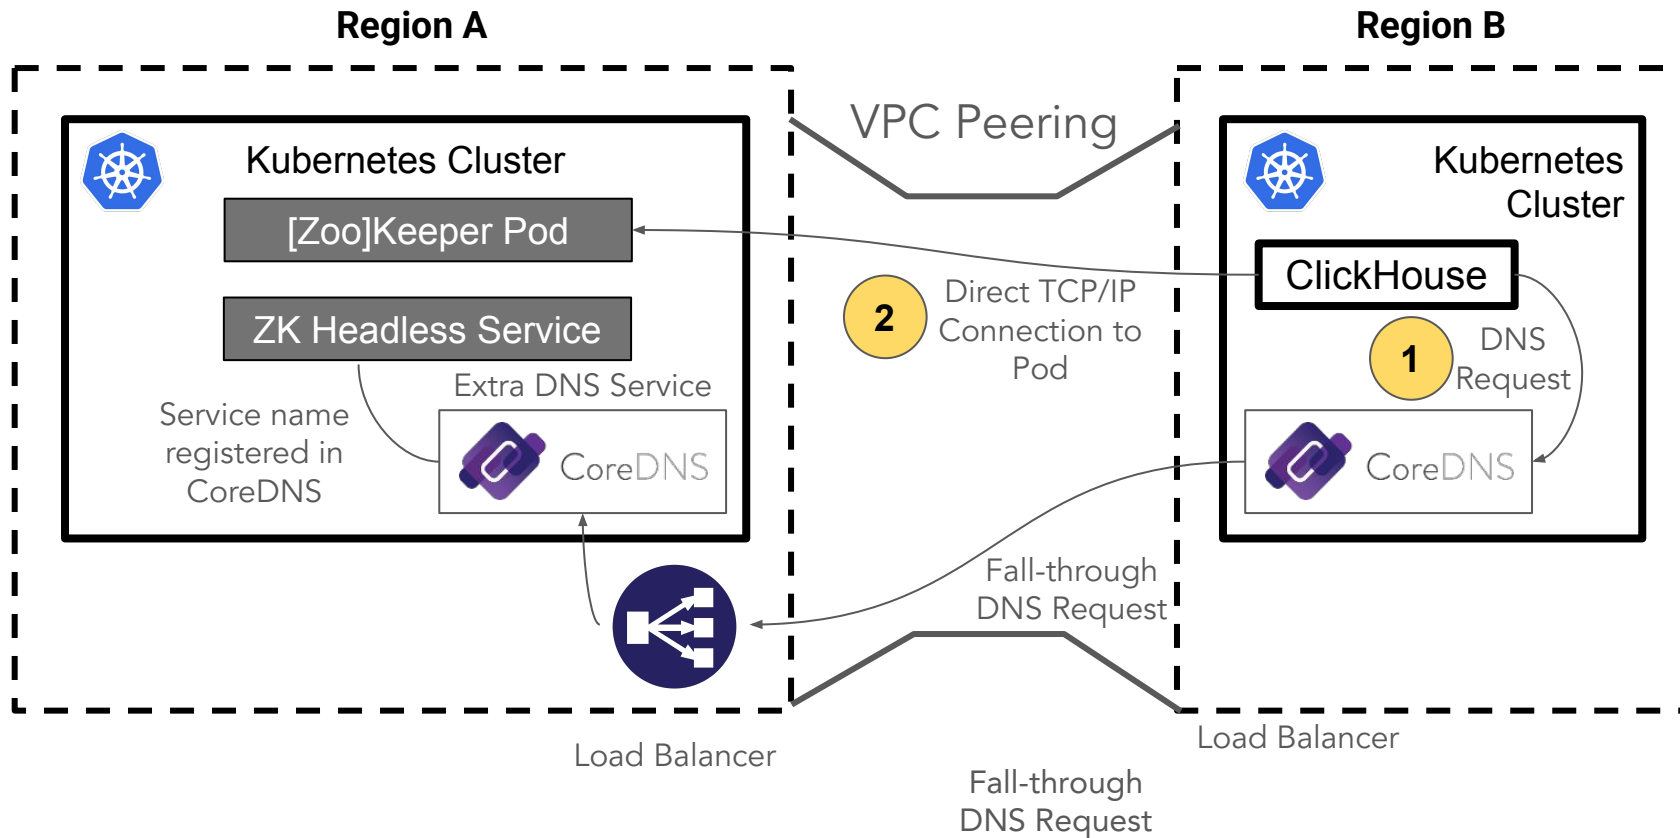 Region A
Region B
VPC Peering
Kubernetes Cluster
Kubernetes
Cluster
[Zoo]Keeper Pod
ClickHouse
ZK Headless Service
2
Direct TCP/IP
Connection to
Pod
1
DNS
Request
Extra DNS Service
Service name
registered in
CoreDNS
CoreDNS
CoreDNS
Fall-through
DNS Request
Load Balancer
Load Balancer
Fall-through
DNS Request